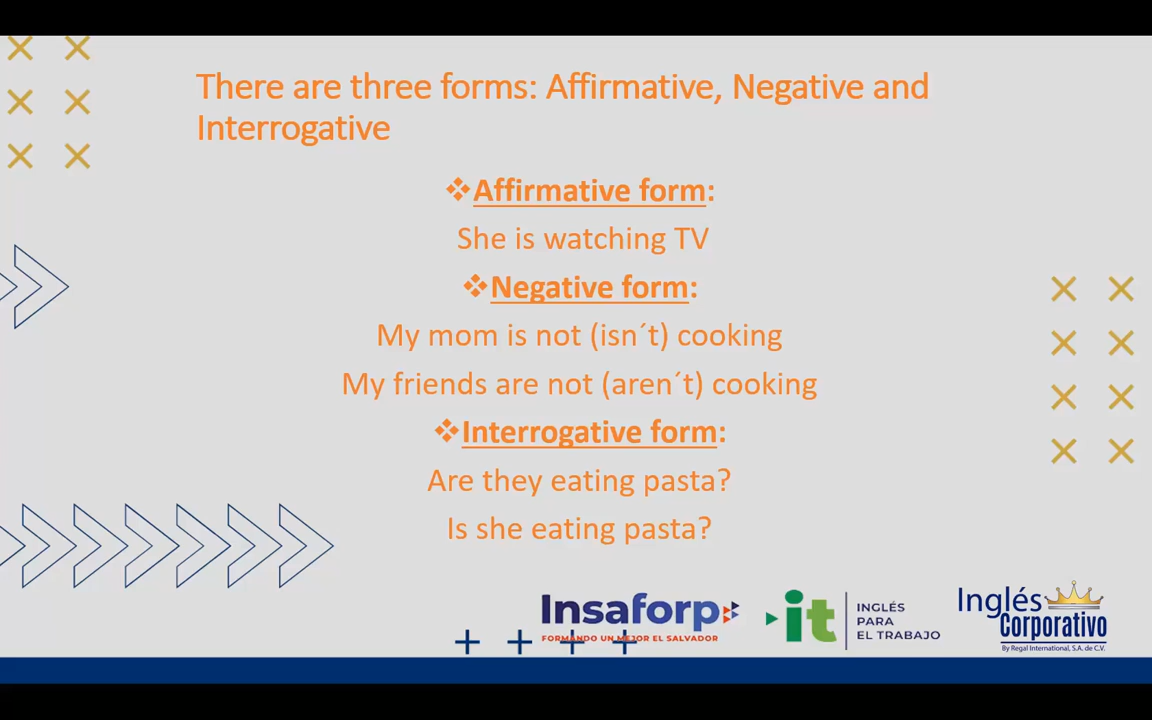 There are three forms: Affirmative, Negative and
Interrogative
❖Affirmative form:
She is watching TV
❖Negative form:
My mom is not (isn´t) cooking
My friends are not (aren´t) cooking
❖Interrogative form:
Are they eating pasta?
Is she eating pasta?
Insaforp
FORMANDO UN MEJOR EL SALVADOR
it
INGLÉS
PARA
EL TRABAJO
Inglés
Corporativo
By Regal International, S.A. de C.V.